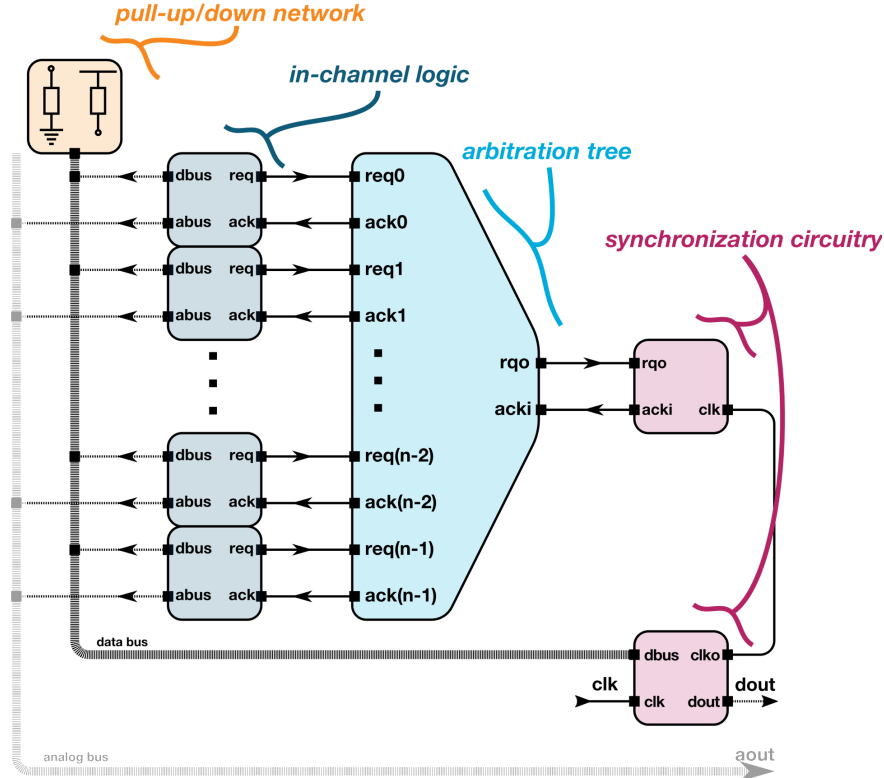 pull-up/down network
in-channel logic
arbitration tree
synchronization circuitry
dbus req
req0
abus ack
ack0
dbus req
req1
abus ack
ack1
rqo
rqo
acki
acki clk
dbus req
req(n-2)
abus ack
ack(n-2)
dbus req
req(n-1)
abus ack
ack(n-1)
data bus
dbus clko
clk
dout
clk dout
analog bus
aout